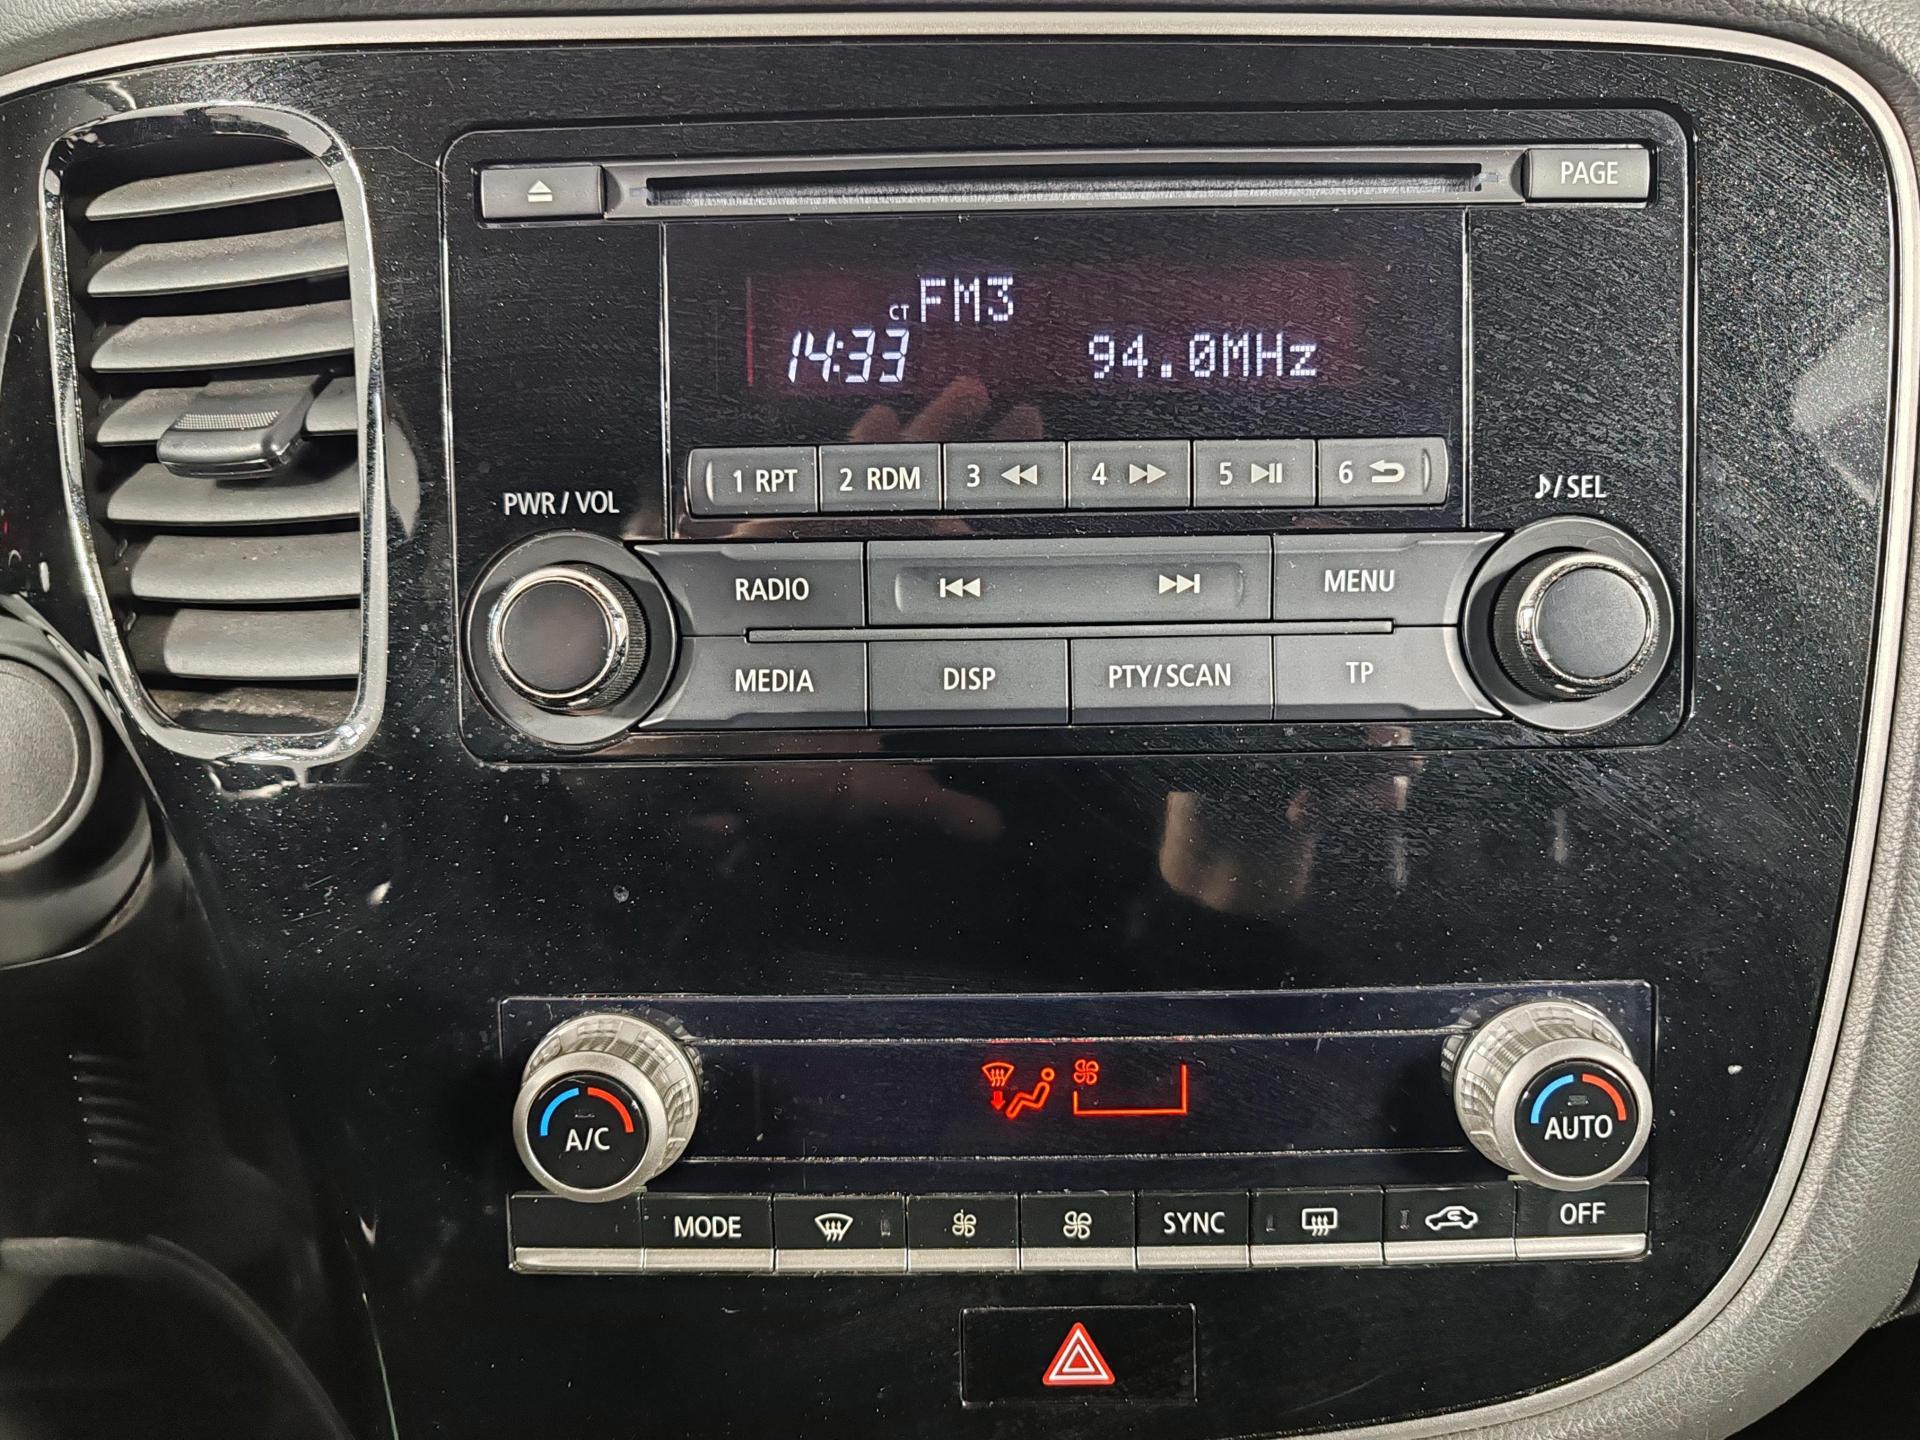 PAGE
CT FM3
14:33 94.0MHz
1 RPT 2 RDM 3 4 5 6
PWR / VOL
/ SEL
RADIO MENU
MEDIA DISP PTY/SCAN TP
A/C
AUTO
MODE SYNC OFF